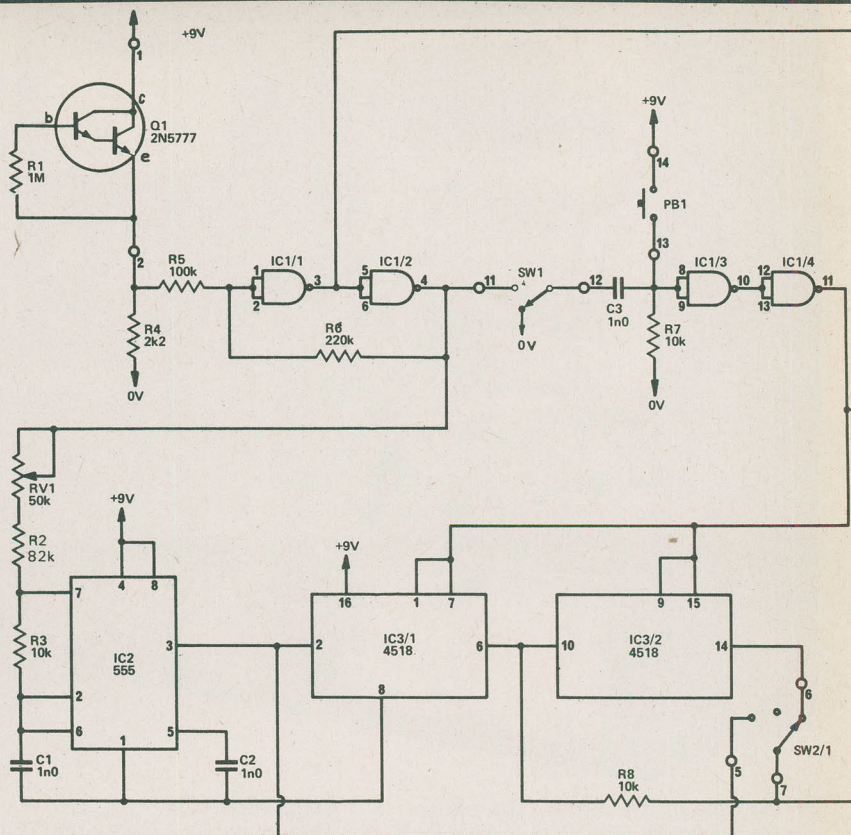 +9V
1
c
b
Q1
2N5777
e
R1
1M
2
R5
100k
R4
2k2
0V
1
2
IC1/1
3
5
6
IC1/2
4
R6
220k
11
SW1
0V
12
C3
1n0
+9V
14
PB1
13
R7
10k
0V
8
9
IC1/3
10
12
13
IC1/4
11
RV1
50k
R2
82k
R3
10k
C1
1n0
+9V
4
8
7
IC2
555
3
2
6
1
5
C2
1n0
+9V
16
1
7
2
IC3/1
4518
6
8
9
15
10
IC3/2
4518
14
6
SW2/1
5
7
R8
10k